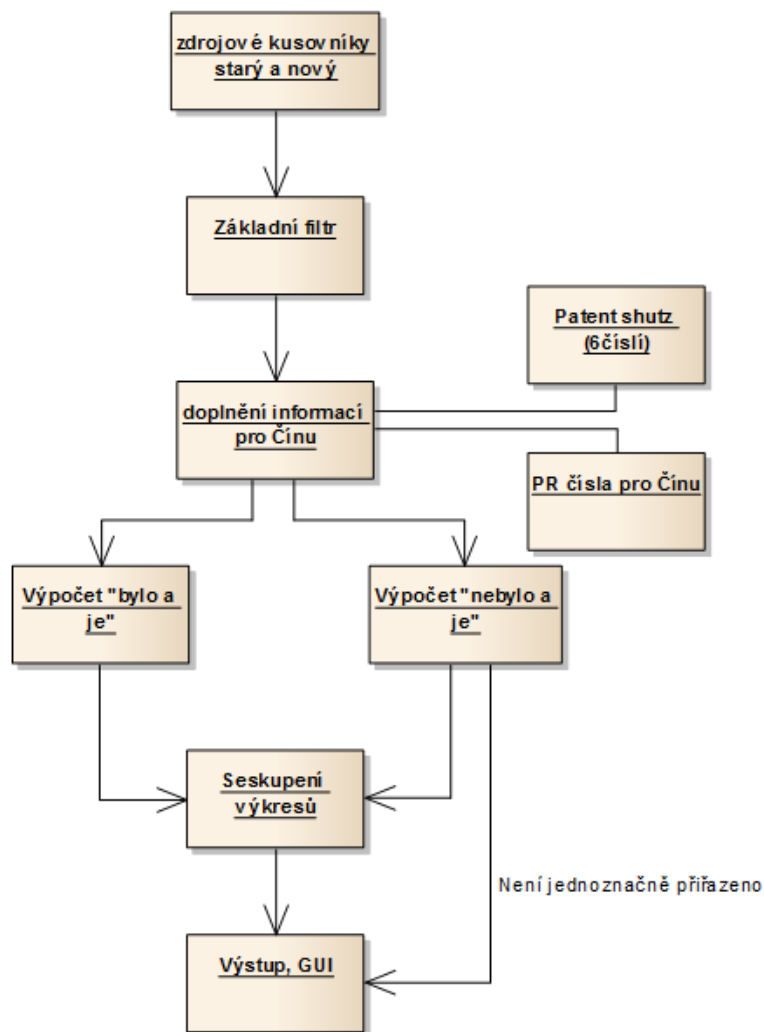 zdrojové kusovníky
starý a nový
Základní filtr
Patent shutz
(6číslí)
doplnění informací
pro Čínu
PR čísla pro Čínu
Výpočet "bylo a
je"
Výpočet "nebylo a
je"
Seskupení
výkresů
Není jednoznačně přiřazeno
Výstup, GUI